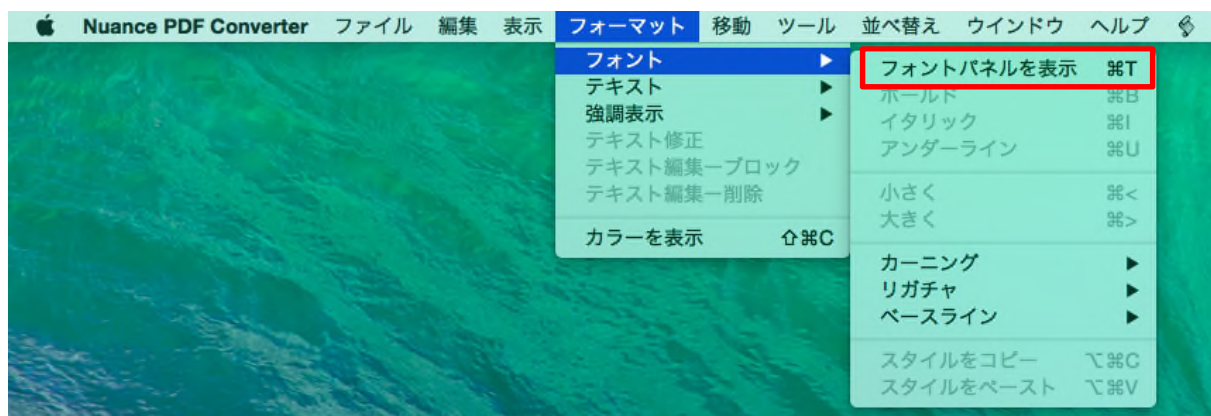 Nuance PDF Converter ファイル 編集 表示 フォーマット 移動 ツール 並べ替え ウインドウ ヘルプ
フォント ▶
テキスト ▶
強調表示 ▶
テキスト修正
テキスト編集ーブロック
テキスト編集ー削除
カラーを表示 ⇧⌘C
フォントパネルを表示 ⌘T
ボールド ⌘B
イタリック ⌘I
アンダーライン ⌘U
小さく ⌘<
大きく ⌘>
カーニング ▶
リガチャ ▶
ベースライン ▶
スタイルをコピー ⌥⌘C
スタイルをペースト ⌥⌘V